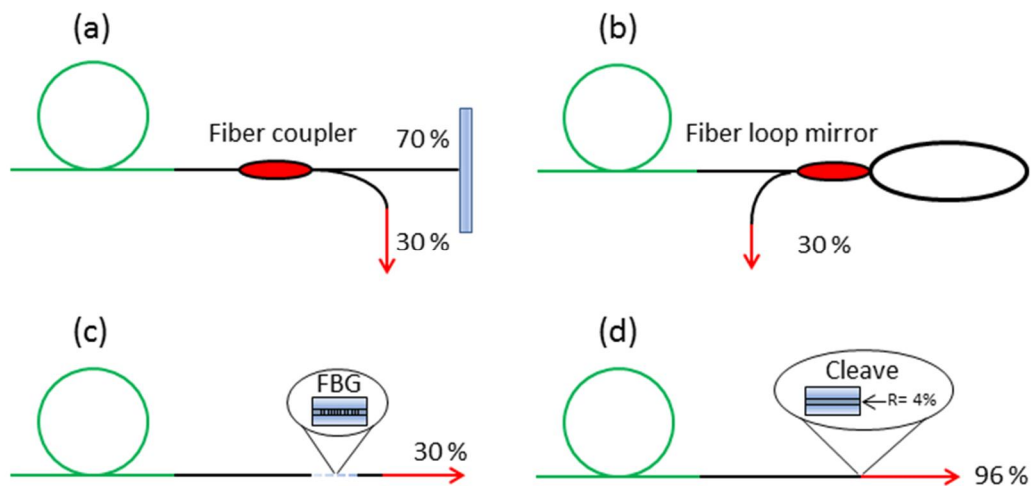 (a)
Fiber coupler
70 %
30 %
(b)
Fiber loop mirror
30 %
(c)
FBG
30 %
(d)
Cleave
R= 4%
96 %